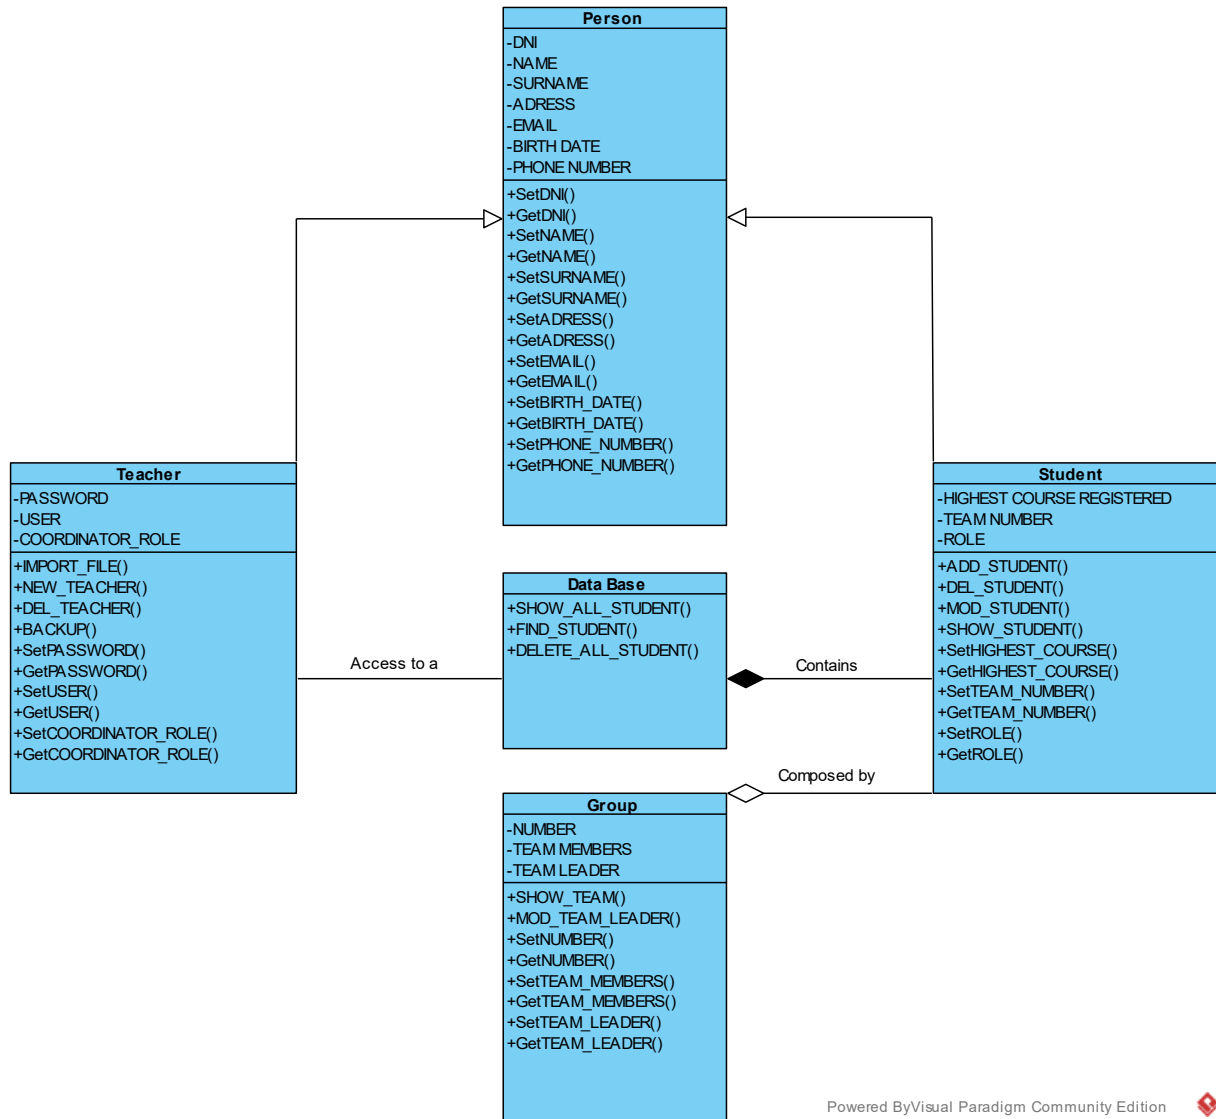 Person
-DNI
-NAME
-SURNAME
-ADRESS
-EMAIL
-BIRTH DATE
-PHONE NUMBER
+SetDNI()
+GetDNI()
+SetNAME()
+GetNAME()
+SetSURNAME()
+GetSURNAME()
+SetADRESS()
+GetADRESS()
+SetEMAIL()
+GetEMAIL()
+SetBIRTH_DATE()
+GetBIRTH_DATE()
+SetPHONE_NUMBER()
+GetPHONE_NUMBER()
Teacher
-PASSWORD
-USER
-COORDINATOR_ROLE
+IMPORT_FILE()
+NEW_TEACHER()
+DEL_TEACHER()
+BACKUP()
+SetPASSWORD()
+GetPASSWORD()
+SetUSER()
+GetUSER()
+SetCOORDINATOR_ROLE()
+GetCOORDINATOR_ROLE()
Access to a
Data Base
+SHOW_ALL_STUDENT()
+FIND_STUDENT()
+DELETE_ALL_STUDENT()
Contains
Student
-HIGHEST COURSE REGISTERED
-TEAM NUMBER
-ROLE
+ADD_STUDENT()
+DEL_STUDENT()
+MOD_STUDENT()
+SHOW_STUDENT()
+SetHIGHEST_COURSE()
+GetHIGHEST_COURSE()
+SetTEAM_NUMBER()
+GetTEAM_NUMBER()
+SetROLE()
+GetROLE()
Composed by
Group
-NUMBER
-TEAM MEMBERS
-TEAM LEADER
+SHOW_TEAM()
+MOD_TEAM_LEADER()
+SetNUMBER()
+GetNUMBER()
+SetTEAM_MEMBERS()
+GetTEAM_MEMBERS()
+SetTEAM_LEADER()
+GetTEAM_LEADER()
Powered ByVisual Paradigm Community Edition